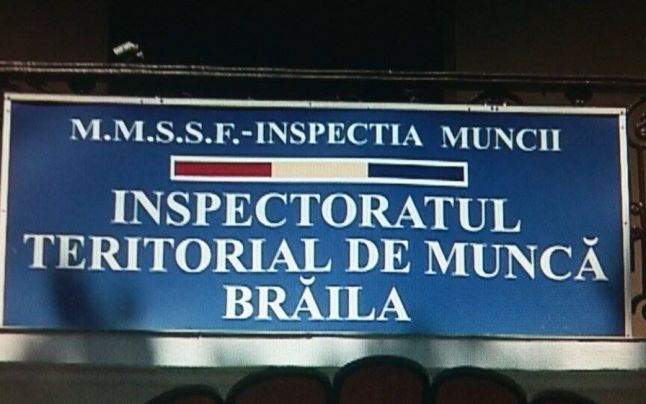 M.M.S.S.F.-INSPECTIA MUNCII
INSPECTORATUL
TERITORIAL DE MUNCĂ
BRĂILA